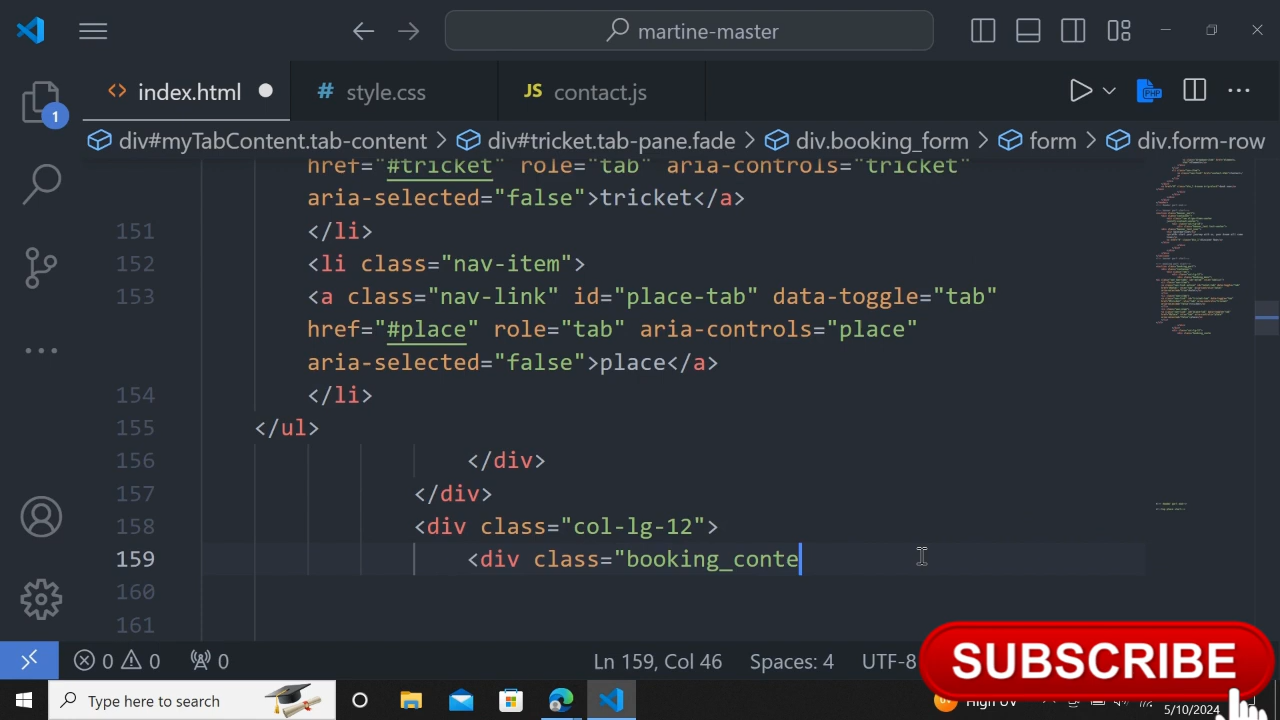 martine-master
index.html
style.css
JS contact.js
PHP
1
div#myTabContent.tab-content
div#tricket.tab-pane.fade
div.booking_form
form
div.form-row
href="#tricket" role="tab" aria-controls="tricket"
aria-selected="false">tricket</a>
151 </li>
152 <li class="nav-item">
153 <a class="nav-link" id="place-tab" data-toggle="tab"
href="#place" role="tab" aria-controls="place"
aria-selected="false">place</a>
154 </li>
155 </ul>
156 </div>
157 </div>
158 <div class="col-lg-12">
159 <div class="booking_conte
160
161
0 0 0
Ln 159, Col 46
Spaces: 4
UTF-8
SUBSCRIBE
Type here to search
High UV
5/10/2024